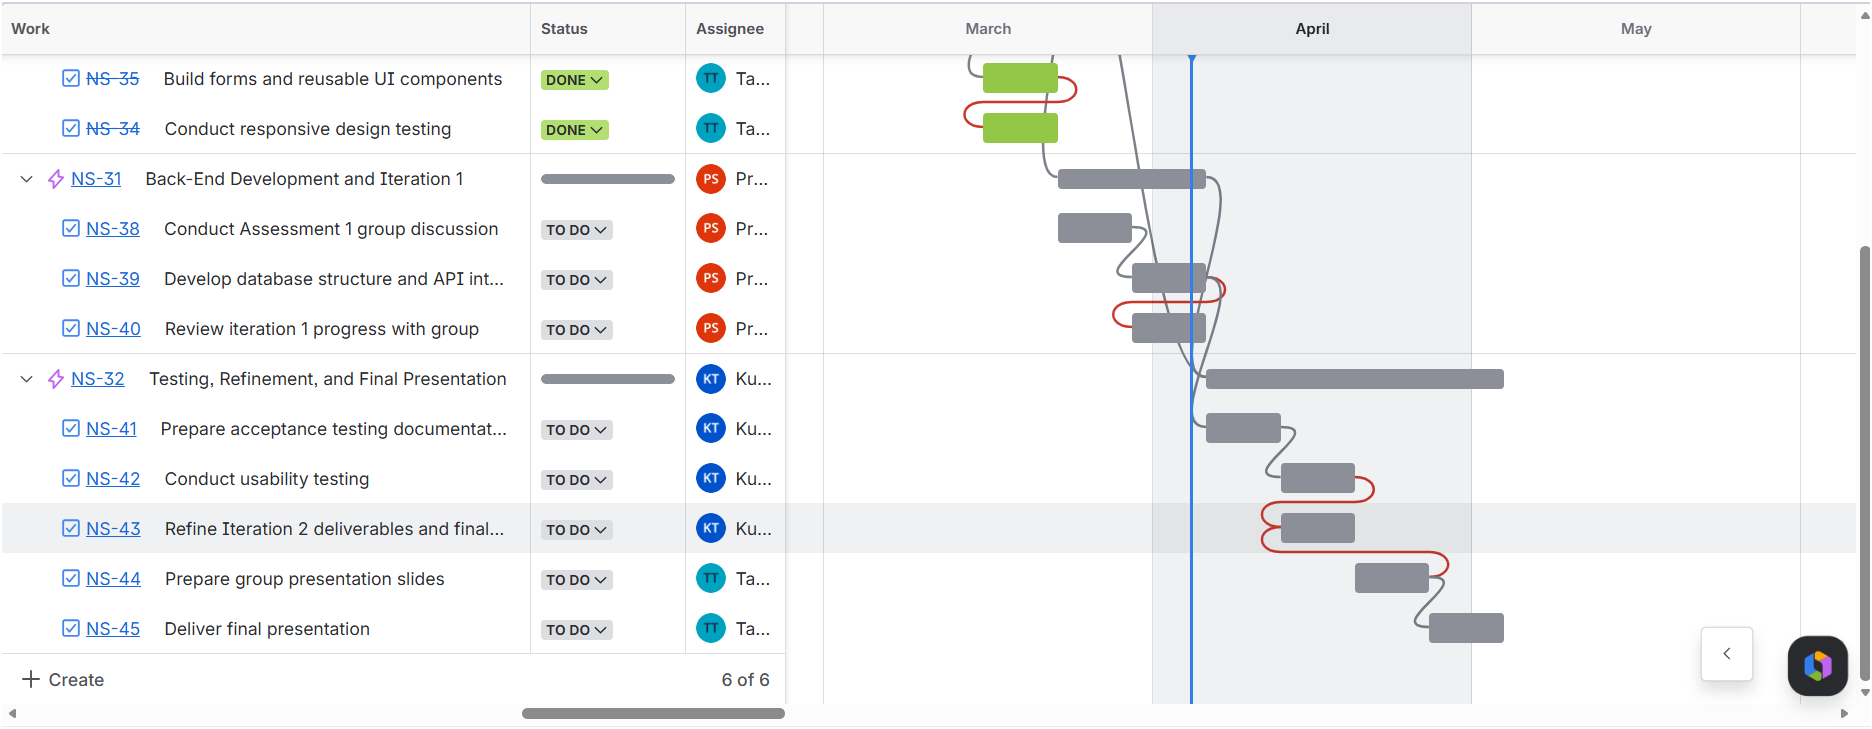 Work Status Assignee March April May
NS-35 Build forms and reusable UI components DONE TT Ta...
NS-34 Conduct responsive design testing DONE TT Ta...
NS-31 Back-End Development and Iteration 1 PS Pr...
NS-38 Conduct Assessment 1 group discussion TO DO PS Pr...
NS-39 Develop database structure and API int... TO DO PS Pr...
NS-40 Review iteration 1 progress with group TO DO PS Pr...
NS-32 Testing, Refinement, and Final Presentation KT Ku...
NS-41 Prepare acceptance testing documentat... TO DO KT Ku...
NS-42 Conduct usability testing TO DO KT Ku...
NS-43 Refine Iteration 2 deliverables and final... TO DO KT Ku...
NS-44 Prepare group presentation slides TO DO TT Ta...
NS-45 Deliver final presentation TO DO TT Ta...
+ Create 6 of 6